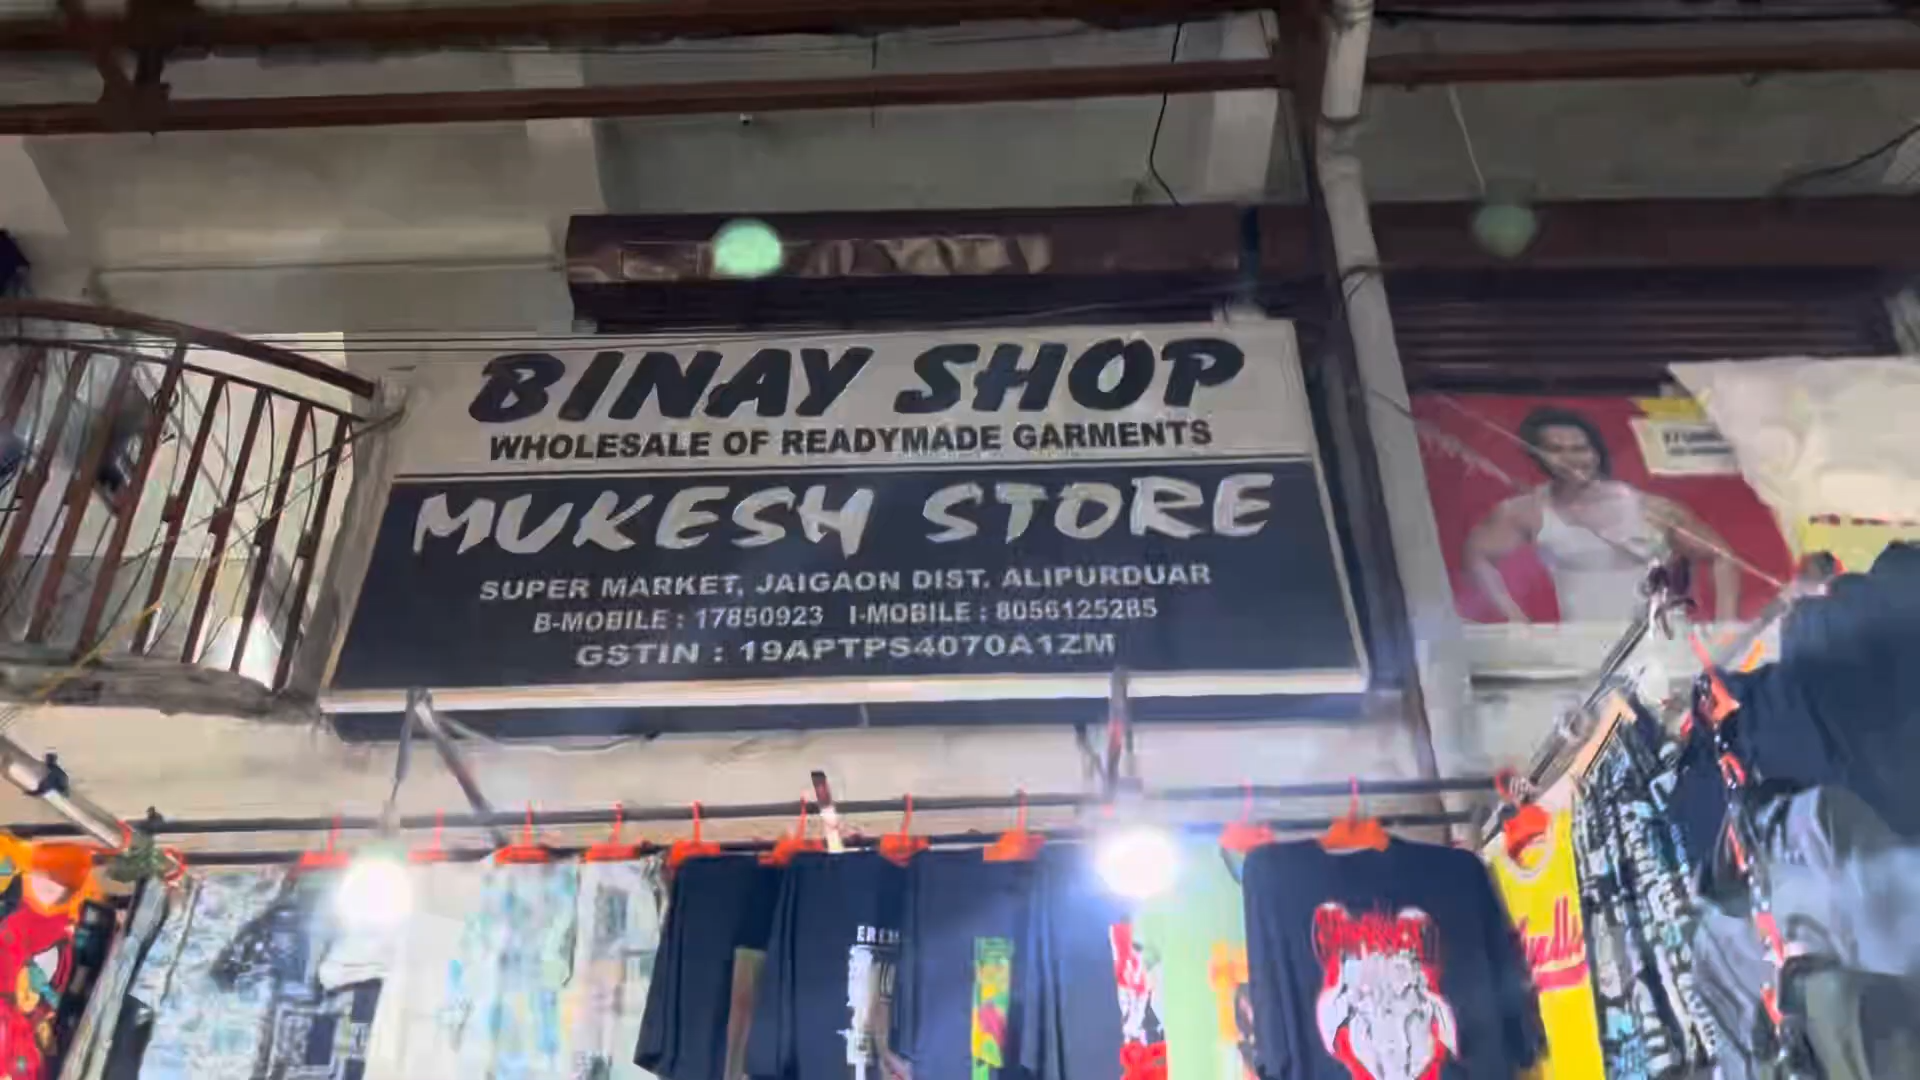 BINAY SHOP
WHOLESALE OF READYMADE GARMENTS
MUKESH STORE
SUPER MARKET, JAIGAON DIST. ALIPURDUAR
B-MOBILE : 17850923 I-MOBILE : 8056125285
GSTIN : 19APTPS4070A1ZM